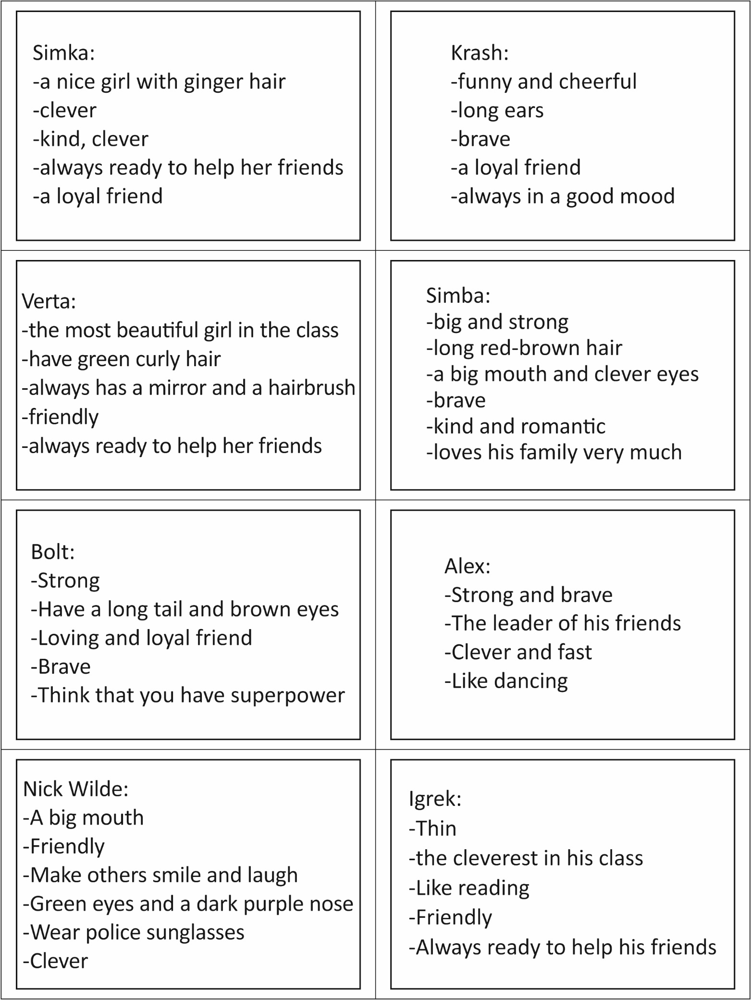 Simka:
-a nice girl with ginger hair
-clever
-kind, clever
-always ready to help her friends
-a loyal friend
Krash:
-funny and cheerful
-long ears
-brave
-a loyal friend
-always in a good mood
Verta:
-the most beautiful girl in the class
-have green curly hair
-always has a mirror and a hairbrush
-friendly
-always ready to help her friends
Simba:
-big and strong
-long red-brown hair
-a big mouth and clever eyes
-brave
-kind and romantic
-loves his family very much
Bolt:
-Strong
-Have a long tail and brown eyes
-Loving and loyal friend
-Brave
-Think that you have superpower
Alex:
-Strong and brave
-The leader of his friends
-Clever and fast
-Like dancing
Nick Wilde:
-A big mouth
-Friendly
-Make others smile and laugh
-Green eyes and a dark purple nose
-Wear police sunglasses
-Clever
Igrek:
-Thin
-the cleverest in his class
-Like reading
-Friendly
-Always ready to help his friends